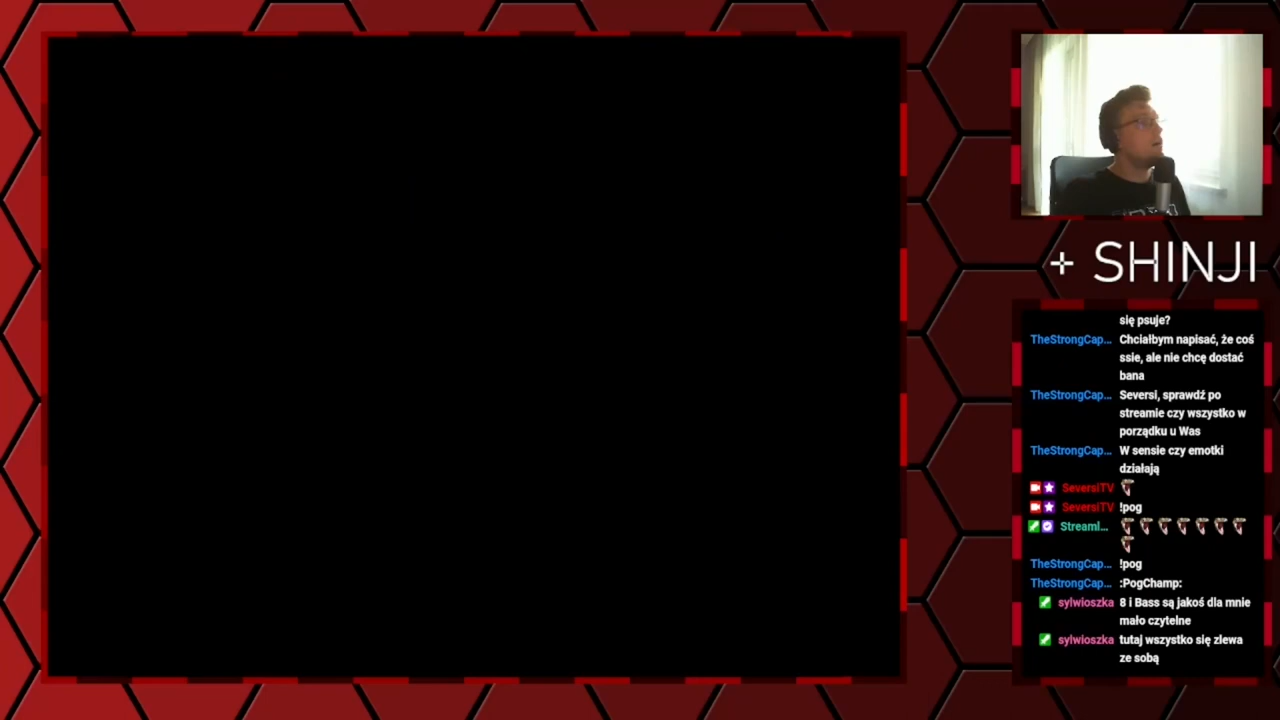 + SHINJI
się psuje?
TheStrongCap... Chciałbym napisać, że coś
ssie, ale nie chcę dostać
bana
TheStrongCap... Seversi, sprawdź po
streamie czy wszystko w
porządku u Was
TheStrongCap... W sensie czy emotki
działają
SeversiTV
SeversiTV !pog
Streaml...
TheStrongCap... !pog
TheStrongCap... :PogChamp:
sylwioszka 8 i Bass są jakoś dla mnie
mało czytelne
sylwioszka tutaj wszystko się zlewa
ze sobą